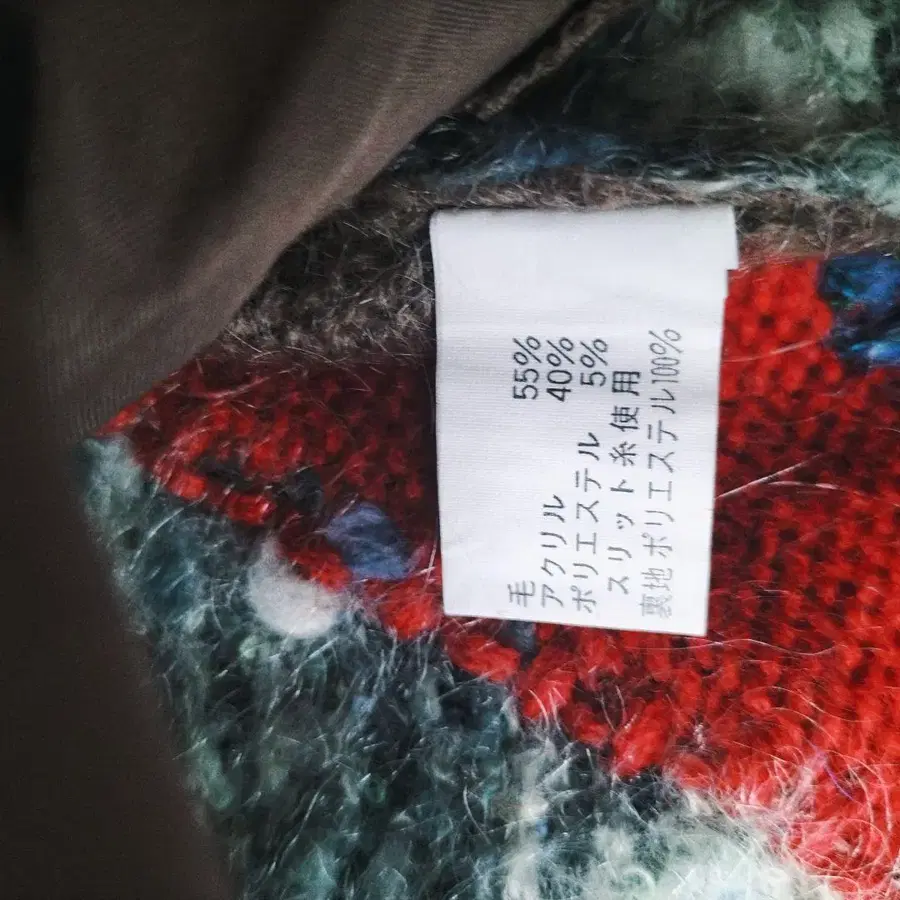 毛 55%
アクリル 40%
ポリエステル 5%
スリット糸使用
裏地 ポリエステル100%